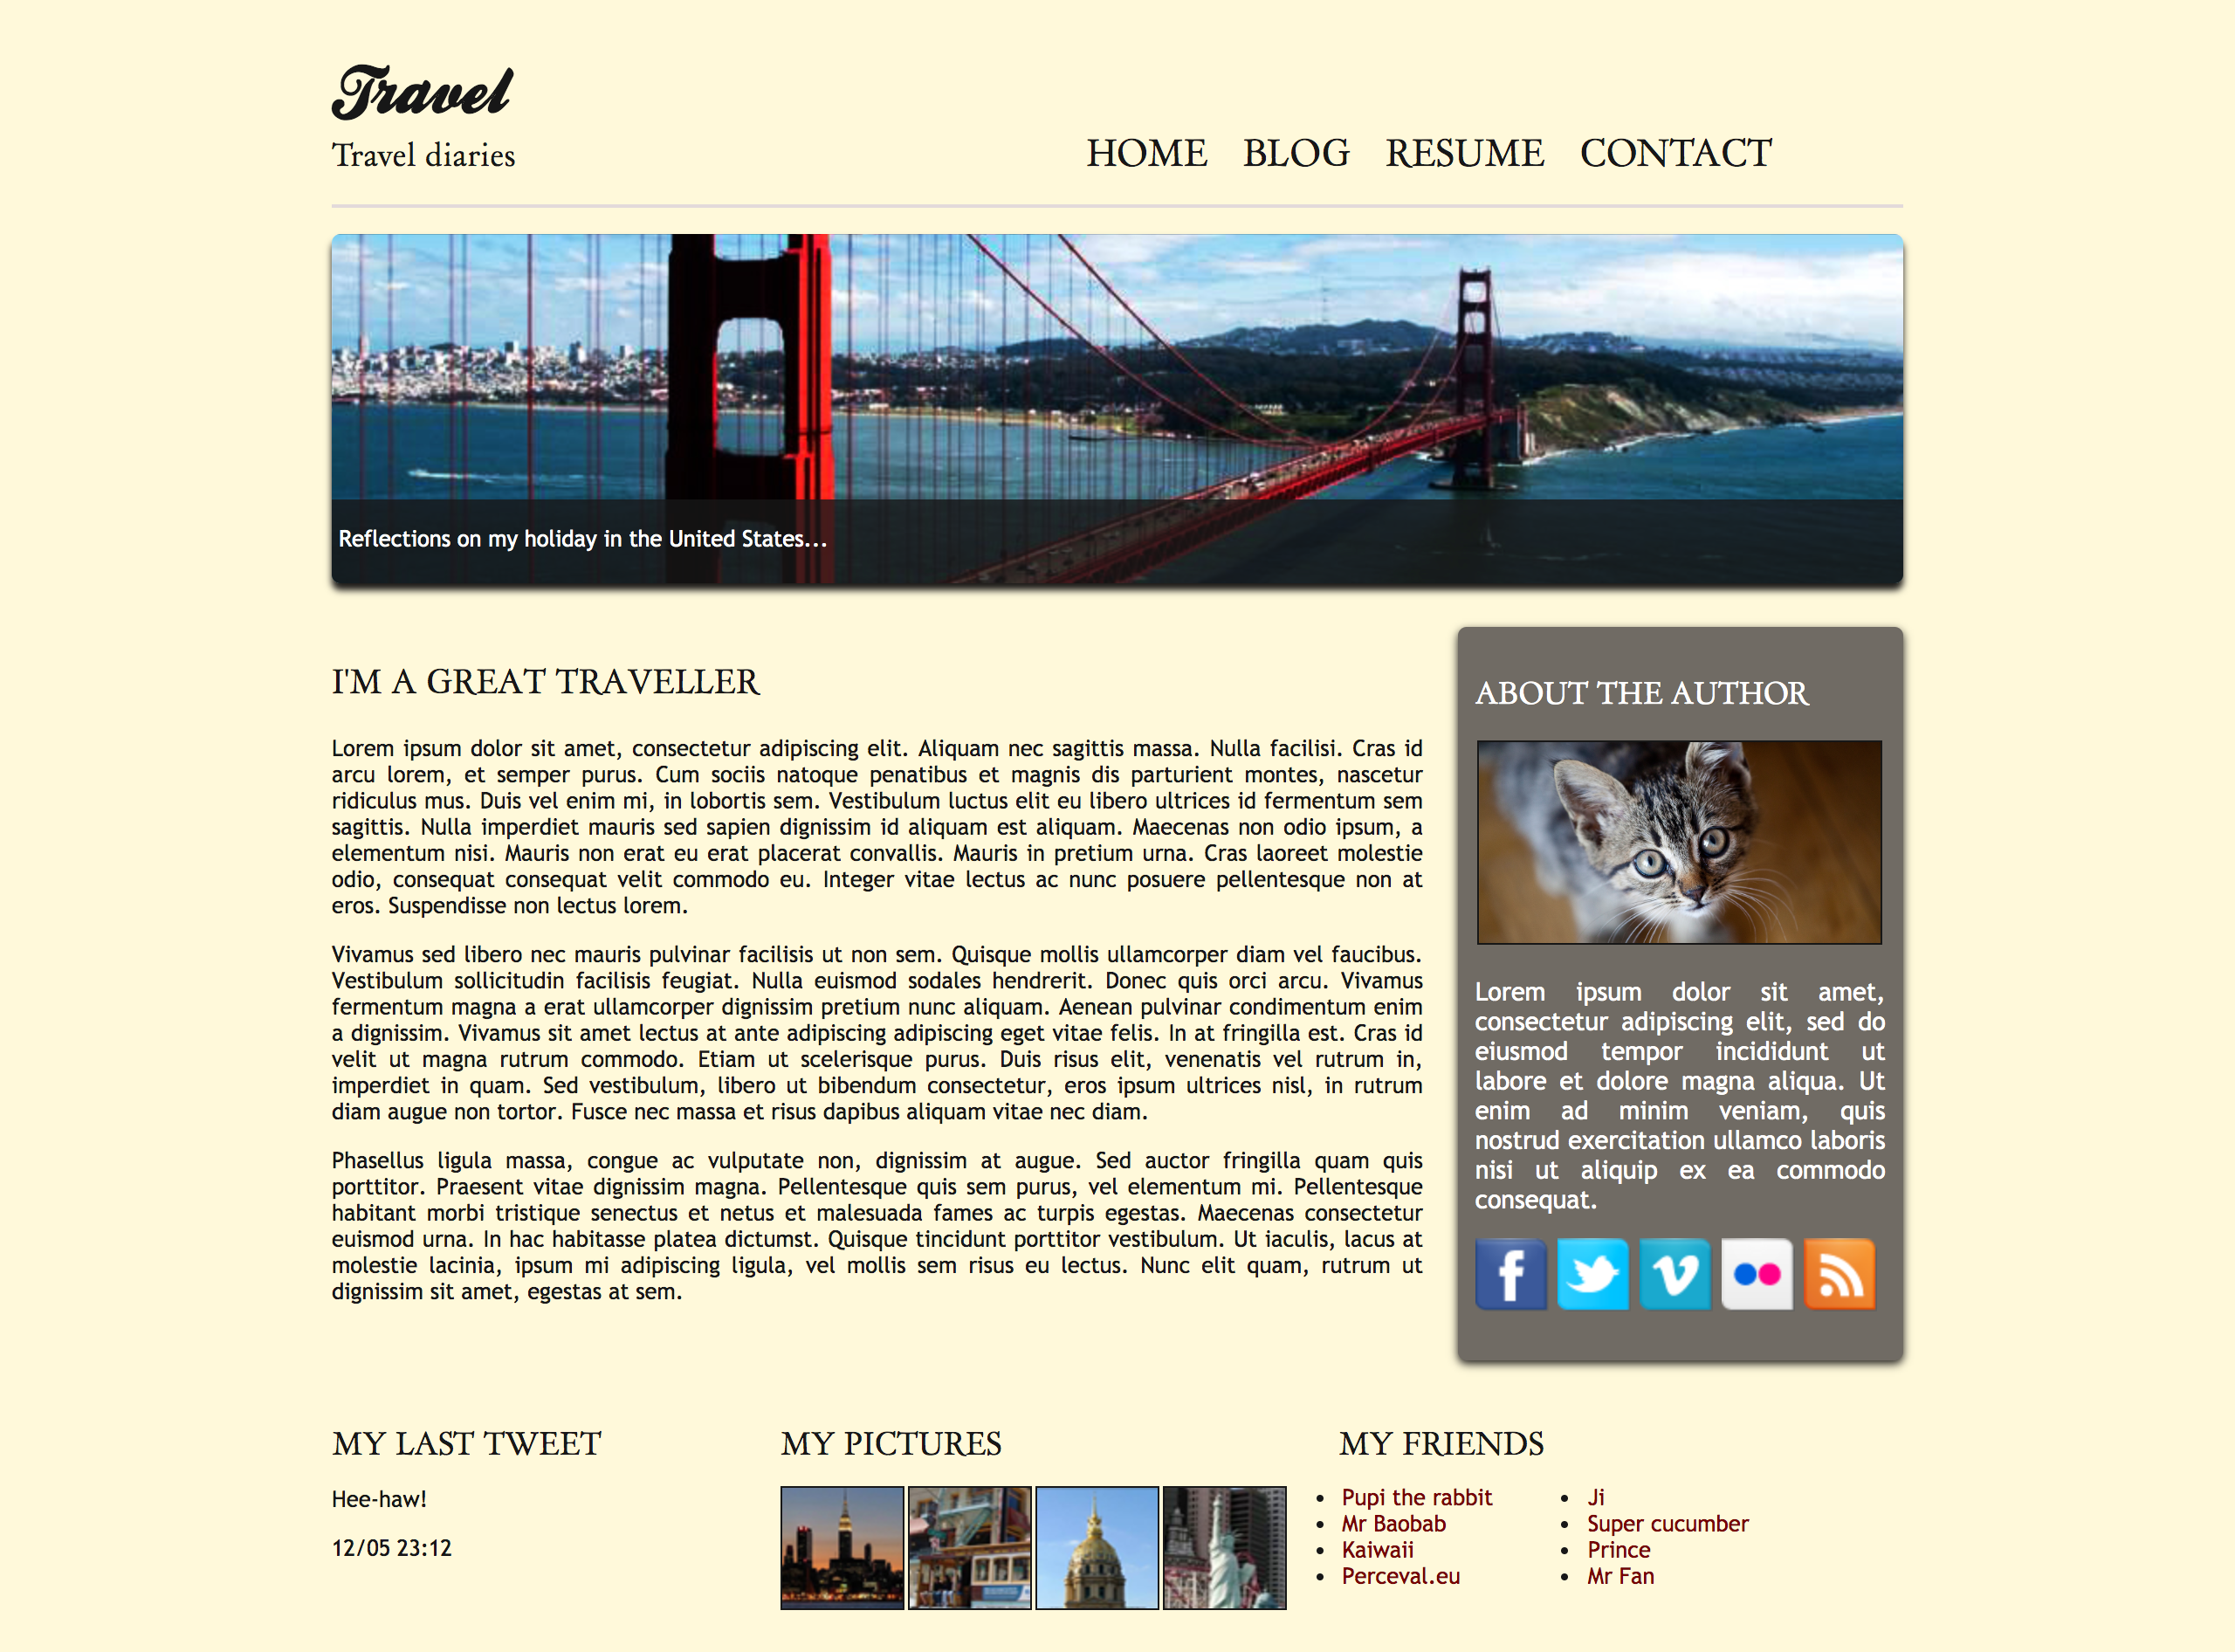 Travel
Travel diaries
HOME BLOG RESUME CONTACT
Reflections on my holiday in the United States...
I'M A GREAT TRAVELLER
Lorem ipsum dolor sit amet, consectetur adipiscing elit. Aliquam nec sagittis massa. Nulla facilisi. Cras id
arcu lorem, et semper purus. Cum sociis natoque penatibus et magnis dis parturient montes, nascetur
ridiculus mus. Duis vel enim mi, in lobortis sem. Vestibulum luctus elit eu libero ultrices id fermentum sem
sagittis. Nulla imperdiet mauris sed sapien dignissim id aliquam est aliquam. Maecenas non odio ipsum, a
elementum nisi. Mauris non erat eu erat placerat convallis. Mauris in pretium urna. Cras laoreet molestie
odio, consequat consequat velit commodo eu. Integer vitae lectus ac nunc posuere pellentesque non at
eros. Suspendisse non lectus lorem.
Vivamus sed libero nec mauris pulvinar facilisis ut non sem. Quisque mollis ullamcorper diam vel faucibus.
Vestibulum sollicitudin facilisis feugiat. Nulla euismod sodales hendrerit. Donec quis orci arcu. Vivamus
fermentum magna a erat ullamcorper dignissim pretium nunc aliquam. Aenean pulvinar condimentum enim
a dignissim. Vivamus sit amet lectus at ante adipiscing adipiscing eget vitae felis. In at fringilla est. Cras id
velit ut magna rutrum commodo. Etiam ut scelerisque purus. Duis risus elit, venenatis vel rutrum in,
imperdiet in quam. Sed vestibulum, libero ut bibendum consectetur, eros ipsum ultrices nisl, in rutrum
diam augue non tortor. Fusce nec massa et risus dapibus aliquam vitae nec diam.
Phasellus ligula massa, congue ac vulputate non, dignissim at augue. Sed auctor fringilla quam quis
porttitor. Praesent vitae dignissim magna. Pellentesque quis sem purus, vel elementum mi. Pellentesque
habitant morbi tristique senectus et netus et malesuada fames ac turpis egestas. Maecenas consectetur
euismod urna. In hac habitasse platea dictumst. Quisque tincidunt porttitor vestibulum. Ut iaculis, lacus at
molestie lacinia, ipsum mi adipiscing ligula, vel mollis sem risus eu lectus. Nunc elit quam, rutrum ut
dignissim sit amet, egestas at sem.
ABOUT THE AUTHOR
Lorem ipsum dolor sit amet,
consectetur adipiscing elit, sed do
eiusmod tempor incididunt ut
labore et dolore magna aliqua. Ut
enim ad minim veniam, quis
nostrud exercitation ullamco laboris
nisi ut aliquip ex ea commodo
consequat.
MY LAST TWEET
Hee-haw!
12/05 23:12
MY PICTURES
MY FRIENDS
Pupi the rabbit
Mr Baobab
Kaiwaii
Perceval.eu
Ji
Super cucumber
Prince
Mr Fan